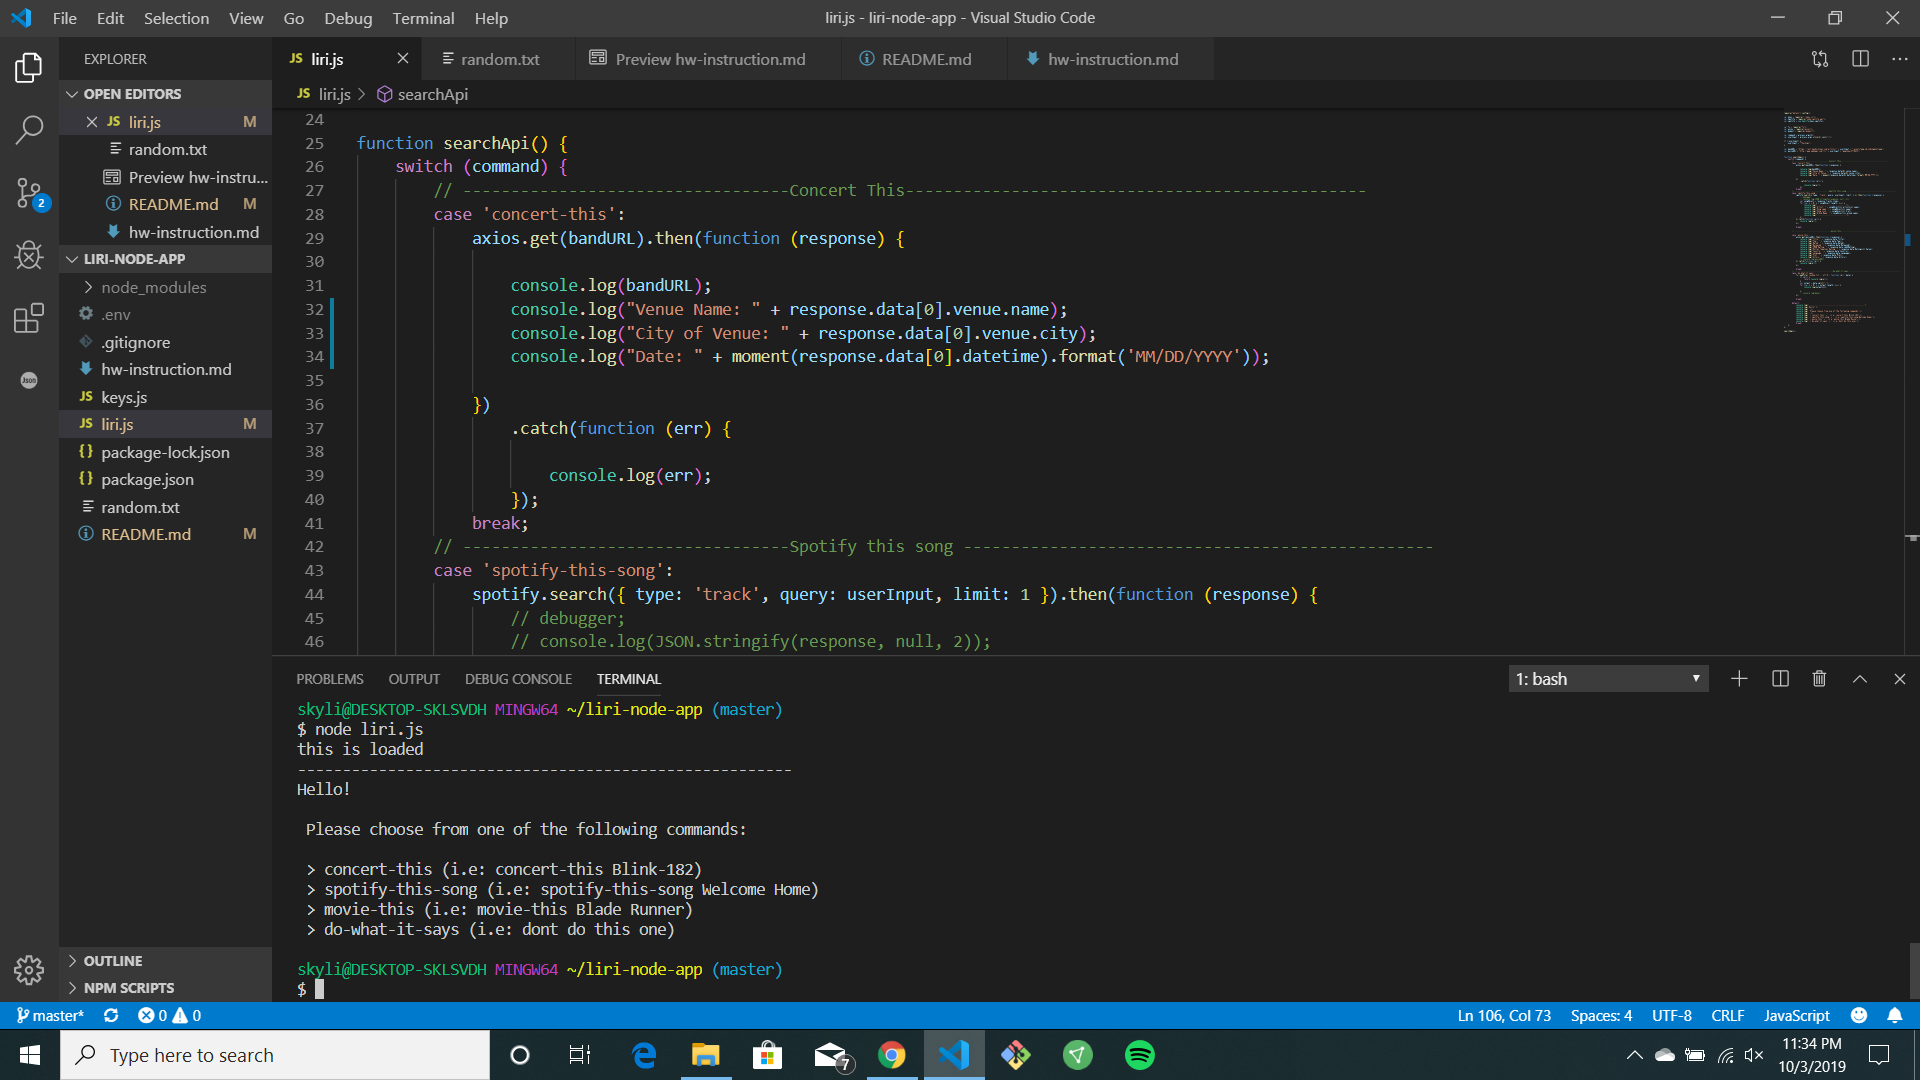 File Edit Selection View Go Debug Terminal Help
liri.js - liri-node-app - Visual Studio Code
EXPLORER
OPEN EDITORS
JS liri.js M
random.txt
Preview hw-instru...
README.md M
hw-instruction.md
LIRI-NODE-APP
node_modules
.env
.gitignore
hw-instruction.md
JS keys.js
JS liri.js M
{} package-lock.json
{} package.json
random.txt
README.md M
OUTLINE
NPM SCRIPTS
2
Json
JS liri.js random.txt Preview hw-instruction.md README.md hw-instruction.md
JS liri.js > searchApi
24
25 function searchApi() {
26 switch (command) {
27 // ----------------------------------Concert This------------------------------------------------
28 case 'concert-this':
29 axios.get(bandURL).then(function (response) {
30
31 console.log(bandURL);
32 console.log("Venue Name: " + response.data[0].venue.name);
33 console.log("City of Venue: " + response.data[0].venue.city);
34 console.log("Date: " + moment(response.data[0].datetime).format('MM/DD/YYYY'));
35
36 })
37 .catch(function (err) {
38
39 console.log(err);
40 });
41 break;
42 // ----------------------------------Spotify this song -------------------------------------------------
43 case 'spotify-this-song':
44 spotify.search({ type: 'track', query: userInput, limit: 1 }).then(function (response) {
45 // debugger;
46 // console.log(JSON.stringify(response, null, 2));
PROBLEMS OUTPUT DEBUG CONSOLE TERMINAL
1: bash
skyli@DESKTOP-SKLSVDH MINGW64 ~/liri-node-app (master)
$ node liri.js
this is loaded
-------------------------------------------------------
Hello!
Please choose from one of the following commands:
> concert-this (i.e: concert-this Blink-182)
> spotify-this-song (i.e: spotify-this-song Welcome Home)
> movie-this (i.e: movie-this Blade Runner)
> do-what-it-says (i.e: dont do this one)
skyli@DESKTOP-SKLSVDH MINGW64 ~/liri-node-app (master)
$
master* 0 0
Ln 106, Col 73 Spaces: 4 UTF-8 CRLF JavaScript
Type here to search
7
11:34 PM
10/3/2019